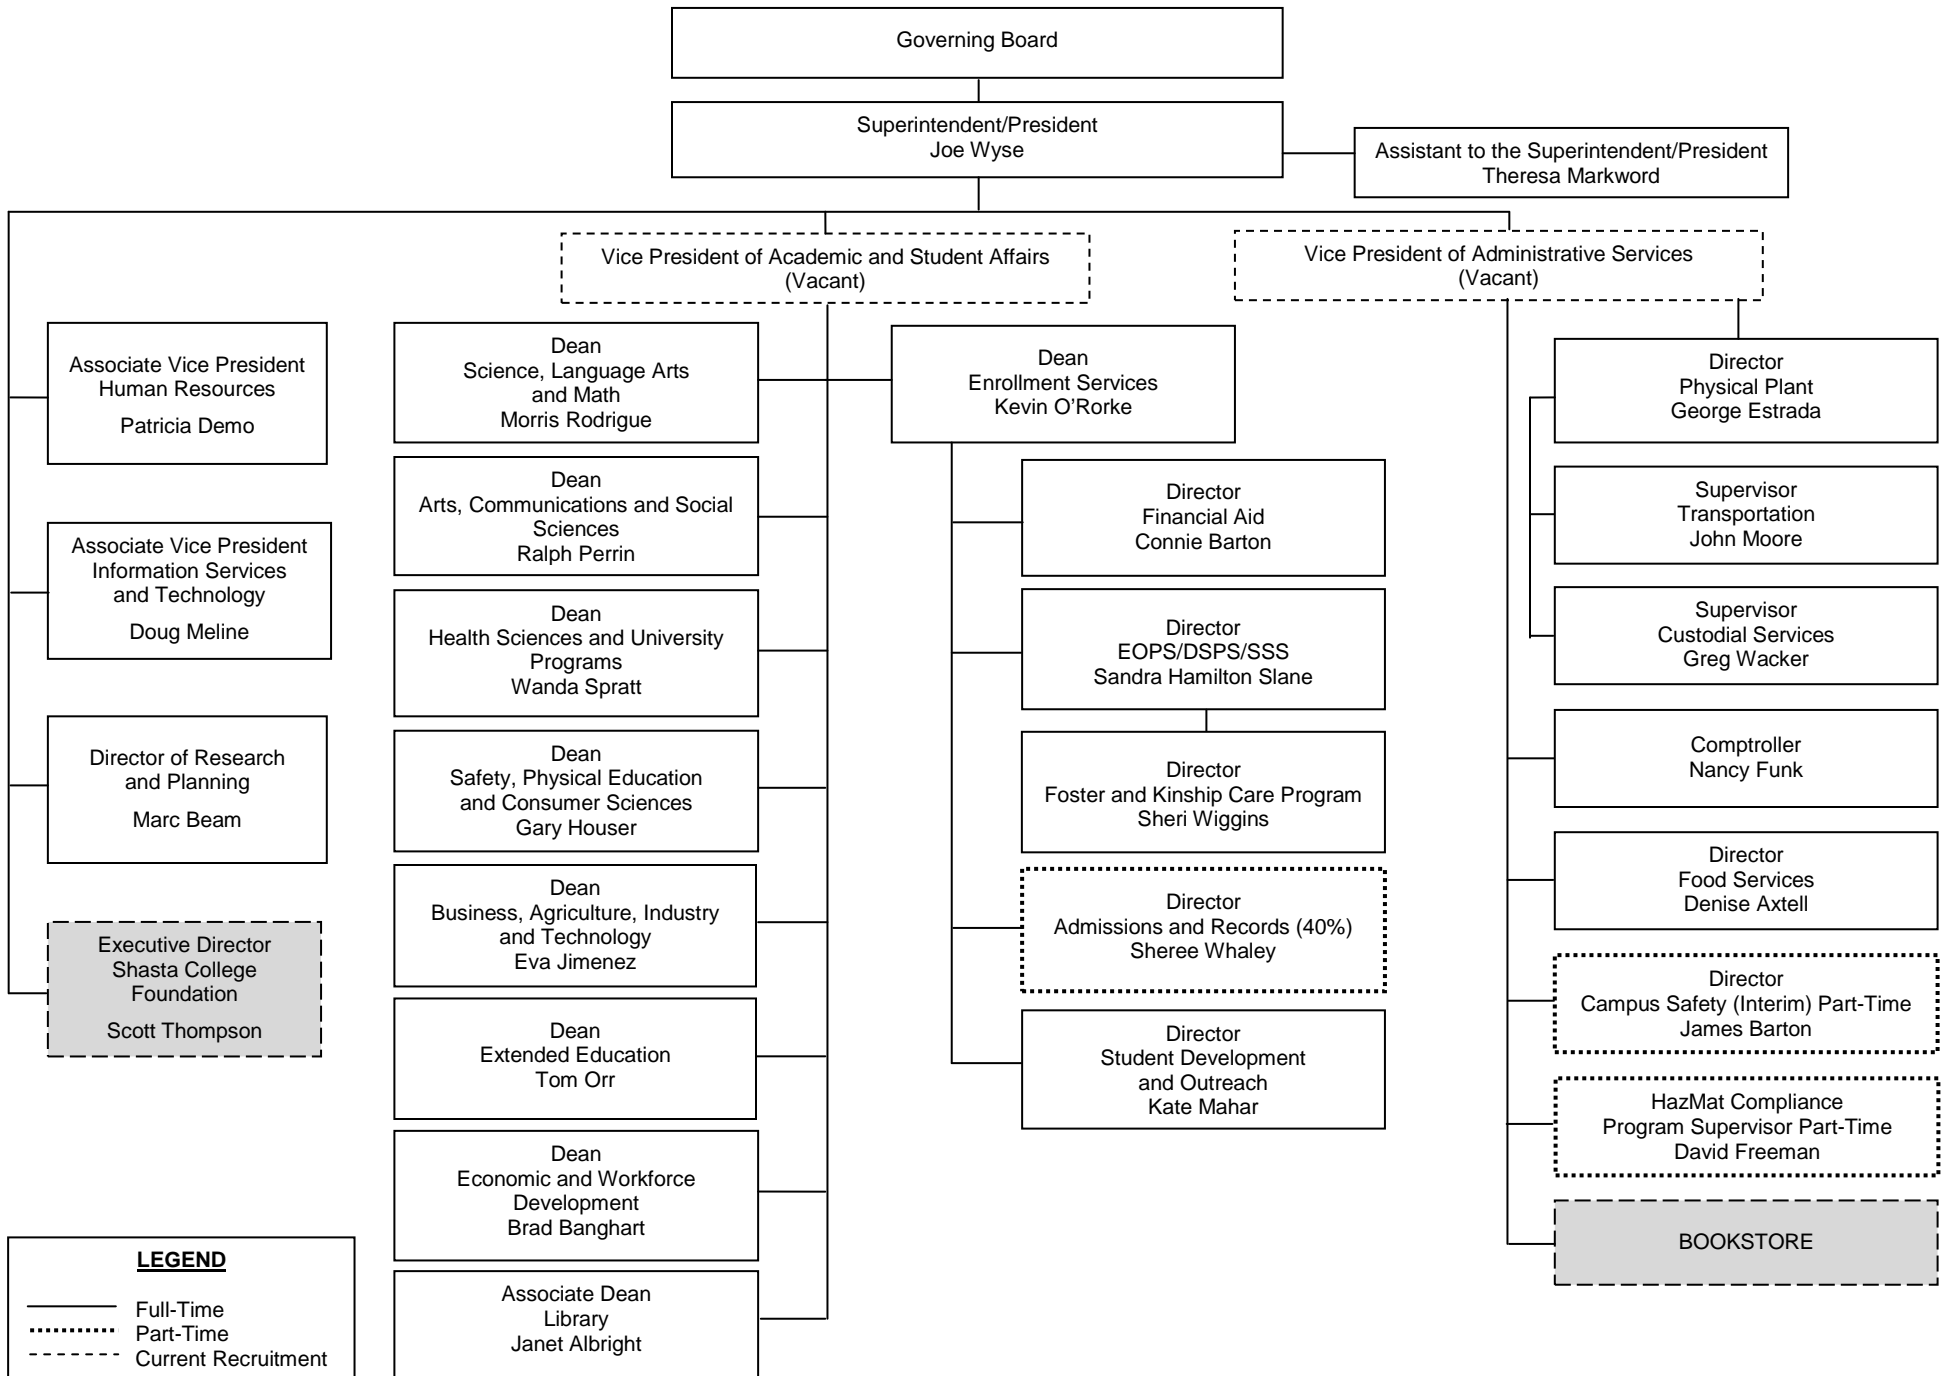 Governing Board
Superintendent/President
Joe Wyse
Assistant to the Superintendent/President
Theresa Markword
Vice President of Academic and Student Affairs
(Vacant)
Vice President of Administrative Services
(Vacant)
Associate Vice President
Human Resources
Patricia Demo
Associate Vice President
Information Services
and Technology
Doug Meline
Director of Research
and Planning
Marc Beam
Executive Director
Shasta College
Foundation
Scott Thompson
Dean
Science, Language Arts
and Math
Morris Rodrigue
Dean
Arts, Communications and Social
Sciences
Ralph Perrin
Dean
Health Sciences and University
Programs
Wanda Spratt
Dean
Safety, Physical Education
and Consumer Sciences
Gary Houser
Dean
Business, Agriculture, Industry
and Technology
Eva Jimenez
Dean
Extended Education
Tom Orr
Dean
Economic and Workforce
Development
Brad Banghart
Associate Dean
Library
Janet Albright
Dean
Enrollment Services
Kevin O’Rorke
Director
Financial Aid
Connie Barton
Director
EOPS/DSPS/SSS
Sandra Hamilton Slane
Director
Foster and Kinship Care Program
Sheri Wiggins
Director
Admissions and Records (40%)
Sheree Whaley
Director
Student Development
and Outreach
Kate Mahar
Director
Physical Plant
George Estrada
Supervisor
Transportation
John Moore
Supervisor
Custodial Services
Greg Wacker
Comptroller
Nancy Funk
Director
Food Services
Denise Axtell
Director
Campus Safety (Interim) Part-Time
James Barton
HazMat Compliance
Program Supervisor Part-Time
David Freeman
BOOKSTORE
LEGEND
Full-Time
Part-Time
Current Recruitment